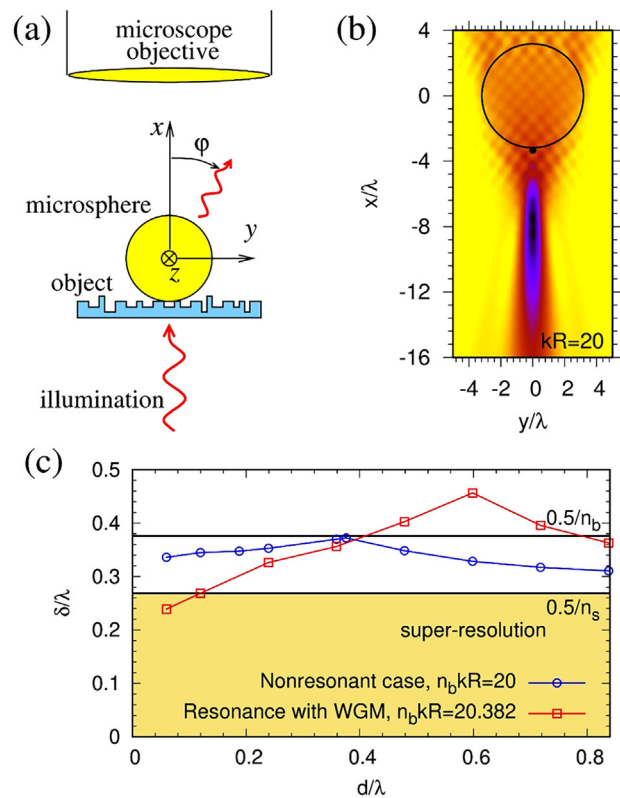 (a)
microscope
objective
x
φ
microsphere
y
z
object
illumination
(b)
4
0
-4
-8
-12
-16
x/λ
kR=20
-4 -2 0 2 4
y/λ
(c)
0.5
0.4
0.3
0.2
0.1
0
δ/λ
0.5/n_b
0.5/n_s
super-resolution
Nonresonant case, n_bkR=20
Resonance with WGM, n_bkR=20.382
0 0.2 0.4 0.6 0.8
d/λ